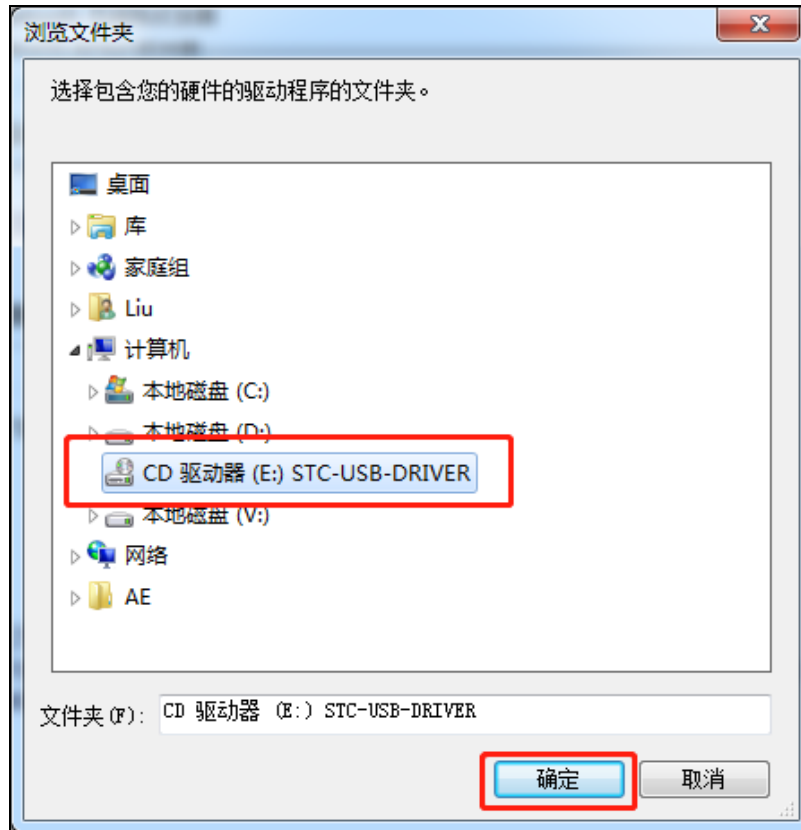 浏览文件夹
选择包含您的硬件的驱动程序的文件夹。
桌面
库
家庭组
Liu
计算机
本地磁盘 (C:)
本地磁盘 (D:)
CD 驱动器 (E:) STC-USB-DRIVER
本地磁盘 (V:)
网络
AE
文件夹(F): CD 驱动器 (E:) STC-USB-DRIVER
确定 取消